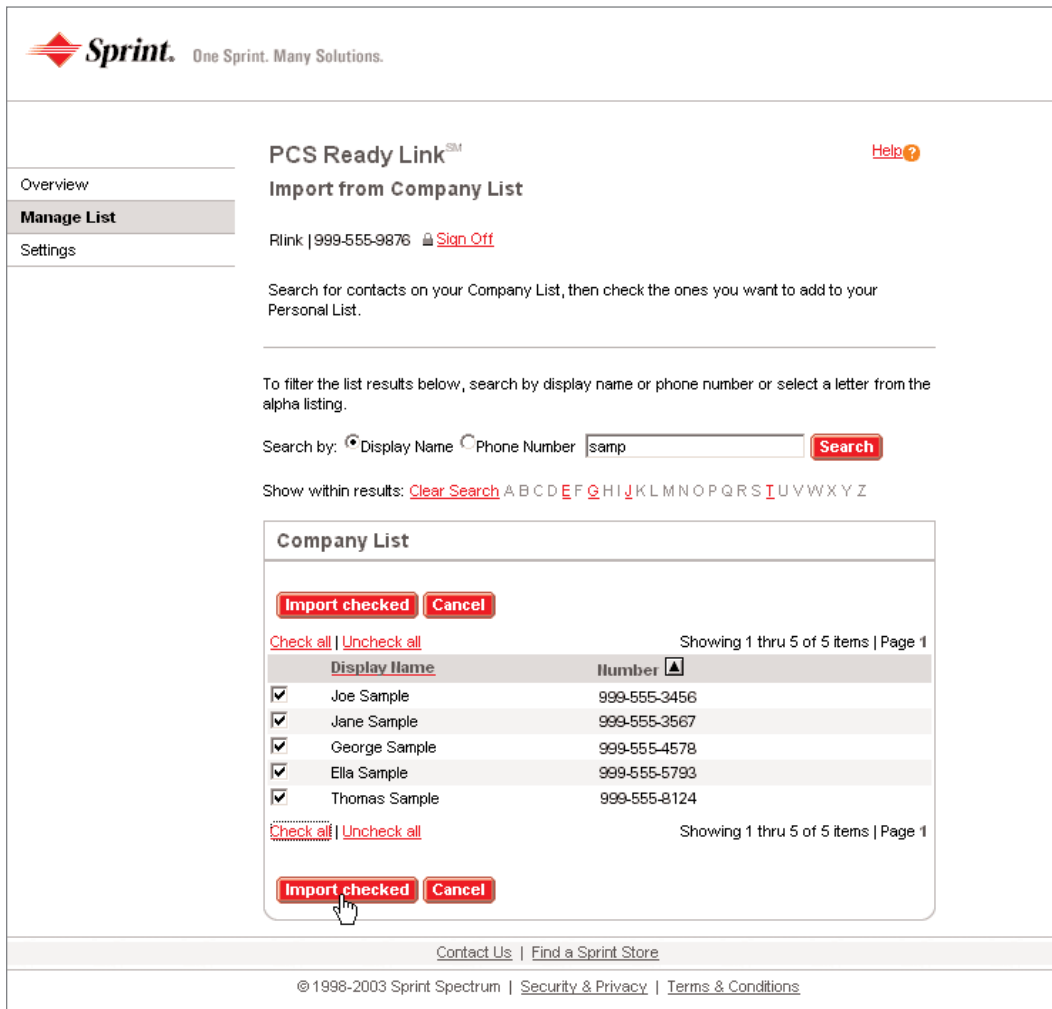 Sprint. One Sprint. Many Solutions.
PCS Ready Link℠
Help?
Overview
Import from Company List
Manage List
Settings
Rlink | 999-555-9876 Sign Off
Search for contacts on your Company List, then check the ones you want to add to your
Personal List.
To filter the list results below, search by display name or phone number or select a letter from the
alpha listing.
Search by: Display Name Phone Number samp Search
Show within results: Clear Search A B C D E F G H I J K L M N O P Q R S T U V W X Y Z
Company List
Import checked Cancel
Check all | Uncheck all Showing 1 thru 5 of 5 items | Page 1
Display Name Number
Joe Sample 999-555-3456
Jane Sample 999-555-3567
George Sample 999-555-4578
Ella Sample 999-555-5793
Thomas Sample 999-555-8124
Check all | Uncheck all Showing 1 thru 5 of 5 items | Page 1
Import checked Cancel
Contact Us | Find a Sprint Store
© 1998-2003 Sprint Spectrum | Security & Privacy | Terms & Conditions